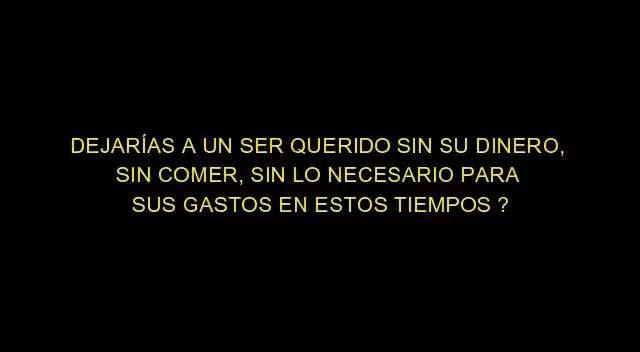 DEJARÍAS A UN SER QUERIDO SIN SU DINERO,
SIN COMER, SIN LO NECESARIO PARA
SUS GASTOS EN ESTOS TIEMPOS ?